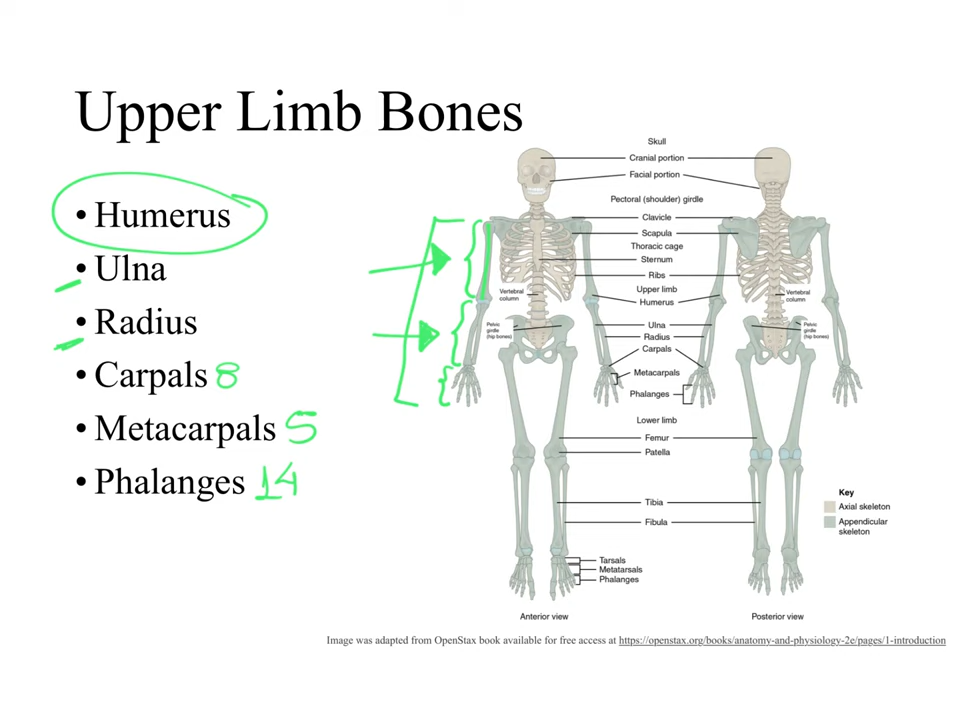 Upper Limb Bones
• Humerus
• Ulna
• Radius
• Carpals 8
• Metacarpals 5
• Phalanges 14
Skull
Cranial portion
Facial portion
Pectoral (shoulder) girdle
Clavicle
Scapula
Thoracic cage
Sternum
Ribs
Vertebral
column
Vertebral
column
Upper limb
Humerus
Pelvic
girdle
(hip bones)
Pelvic
girdle
(hip bones)
Ulna
Radius
Carpals
Metacarpals
Phalanges
Lower limb
Femur
Patella
Tibia
Fibula
Tarsals
Metatarsals
Phalanges
Key
Axial skeleton
Appendicular
skeleton
Anterior view
Posterior view
Image was adapted from OpenStax book available for free access at https://openstax.org/books/anatomy-and-physiology-2e/pages/1-introduction